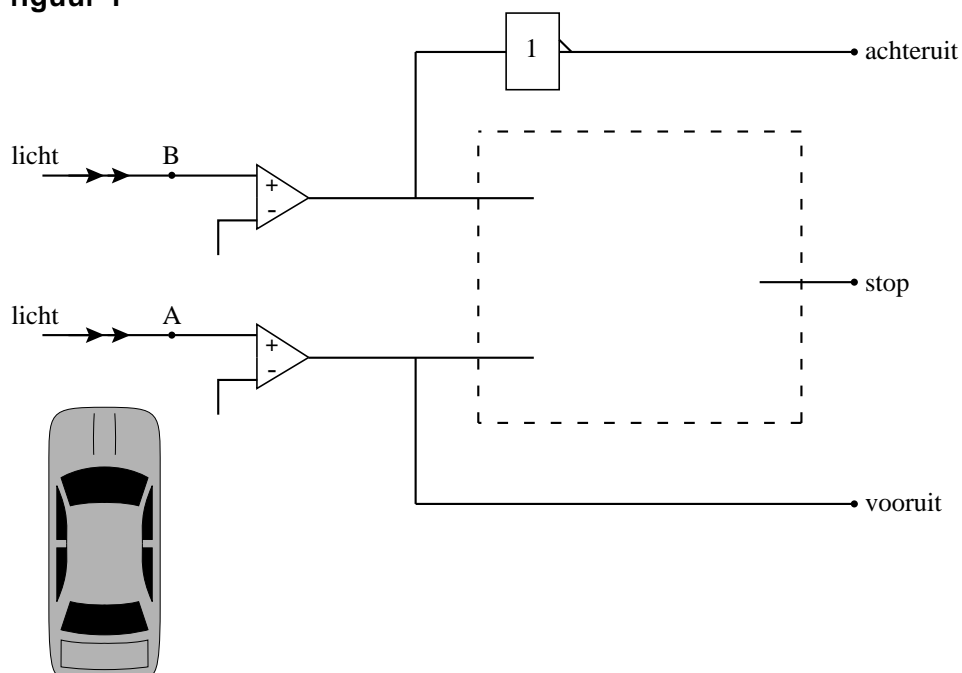 figuur 1
1
achteruit
licht
B
+
-
stop
licht
A
+
-
vooruit